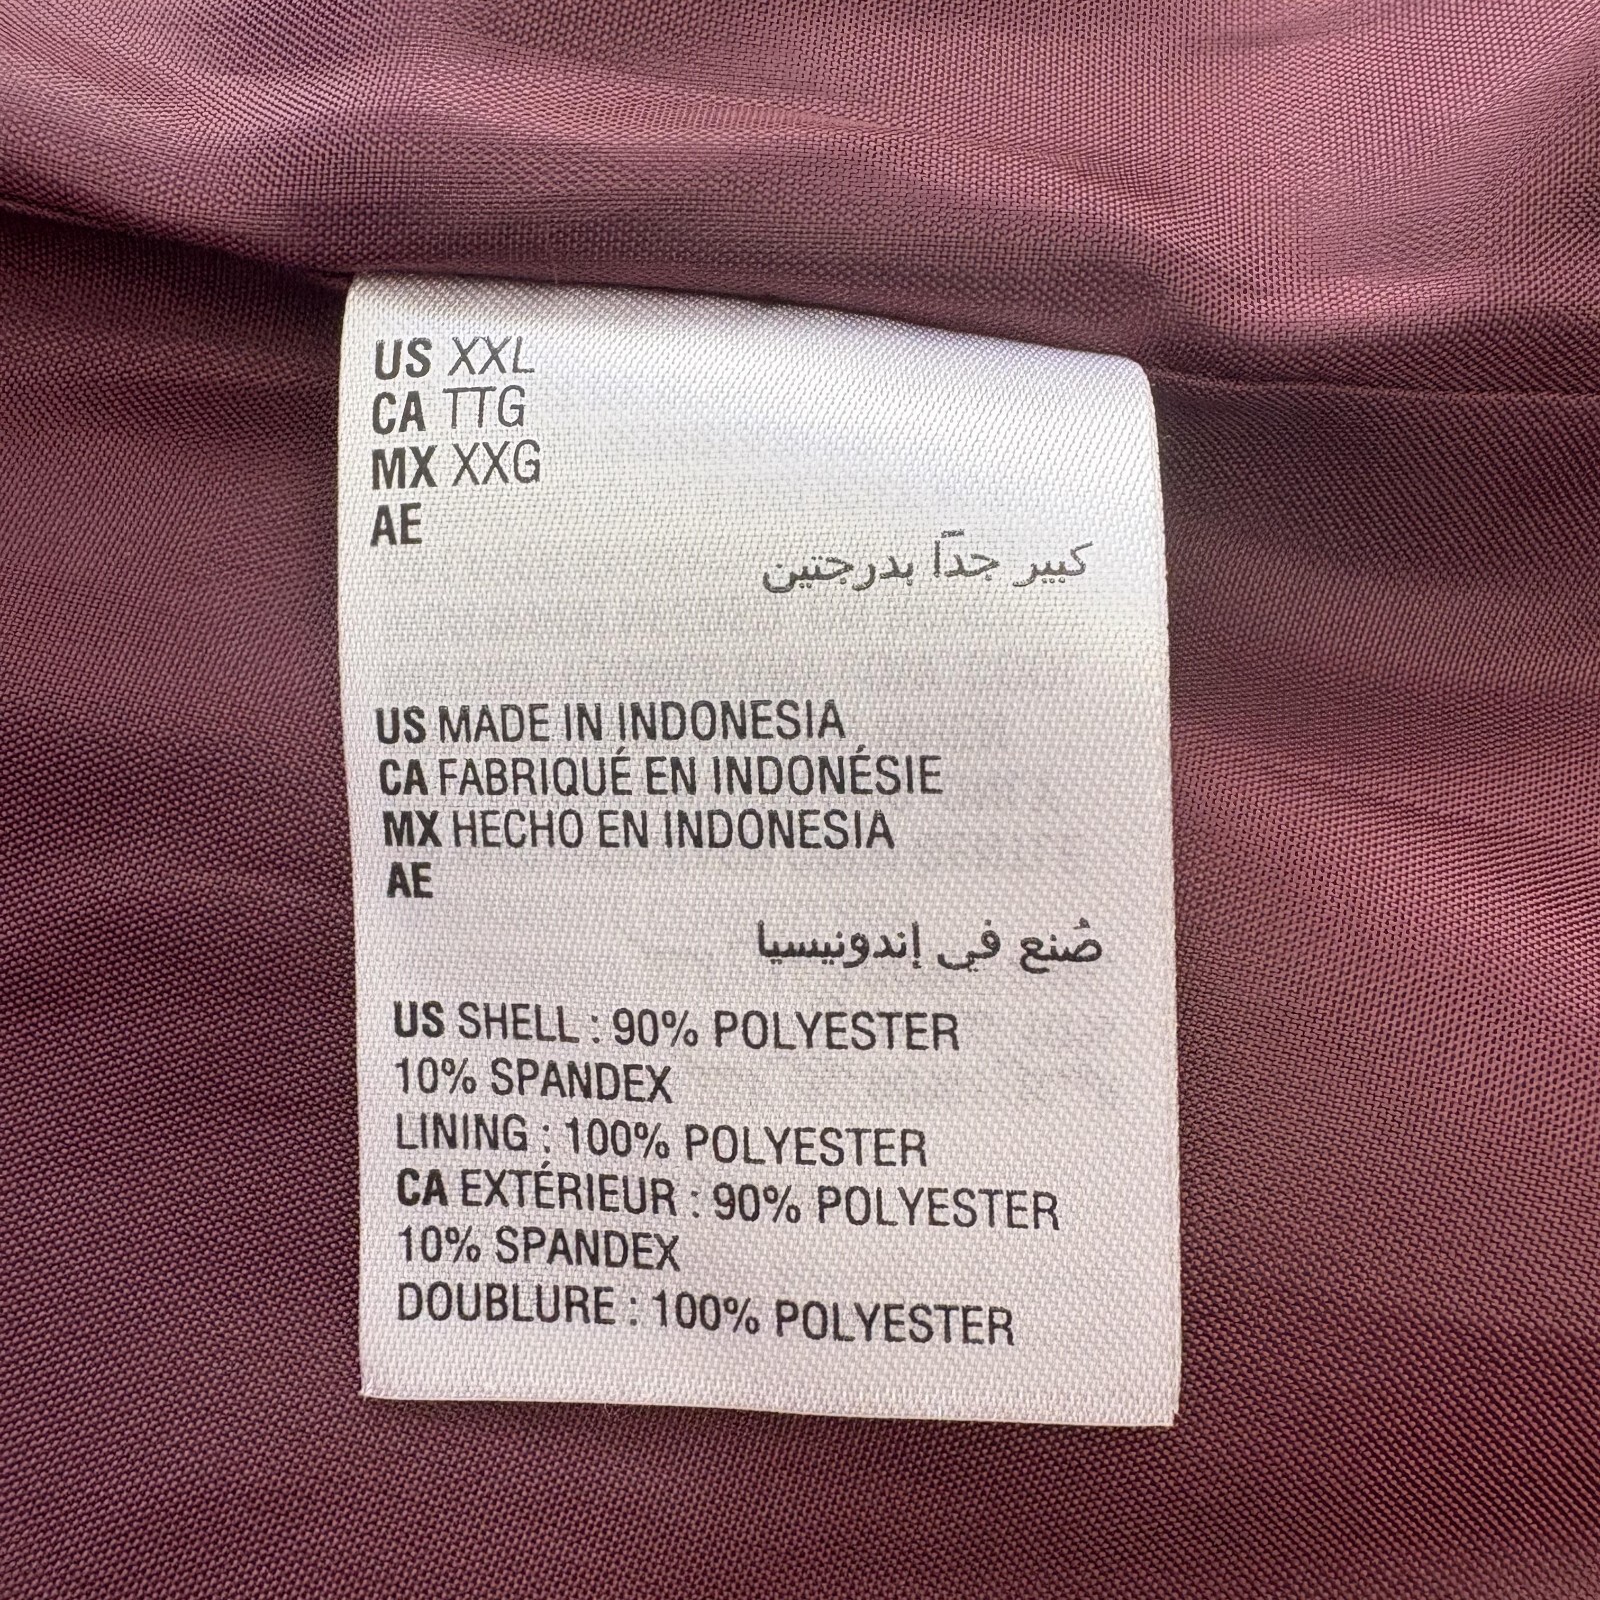 US XXL
CA TTG
MX XXG
AE
كبير جداً بدرجتين
US MADE IN INDONESIA
CA FABRIQUÉ EN INDONÉSIE
MX HECHO EN INDONESIA
AE
صُنع في إندونيسيا
US SHELL : 90% POLYESTER
10% SPANDEX
LINING : 100% POLYESTER
CA EXTÉRIEUR : 90% POLYESTER
10% SPANDEX
DOUBLURE : 100% POLYESTER